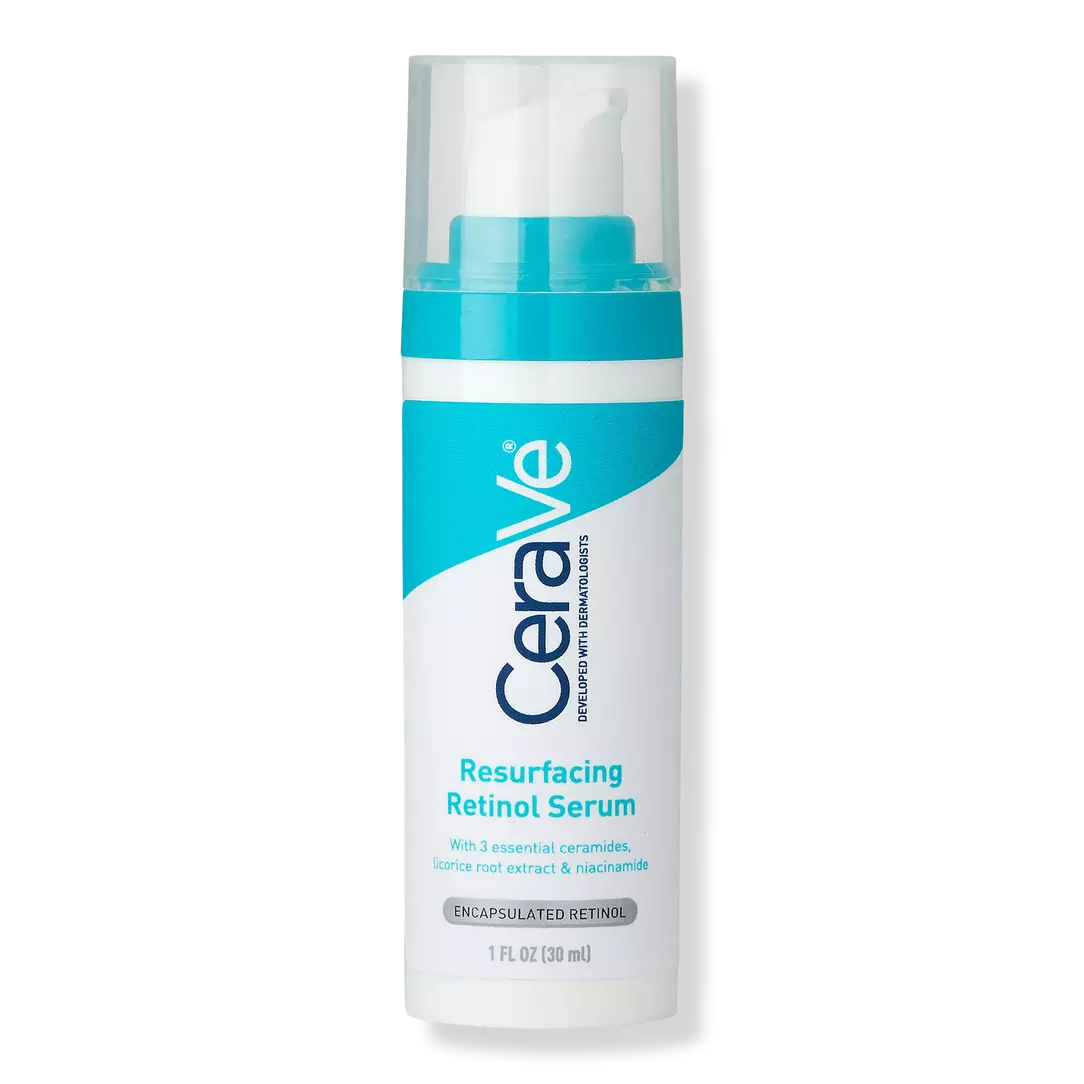 CeraVe®
DEVELOPED WITH DERMATOLOGISTS
Resurfacing
Retinol Serum
With 3 essential ceramides,
licorice root extract & niacinamide
ENCAPSULATED RETINOL
1 FL OZ (30 ml)